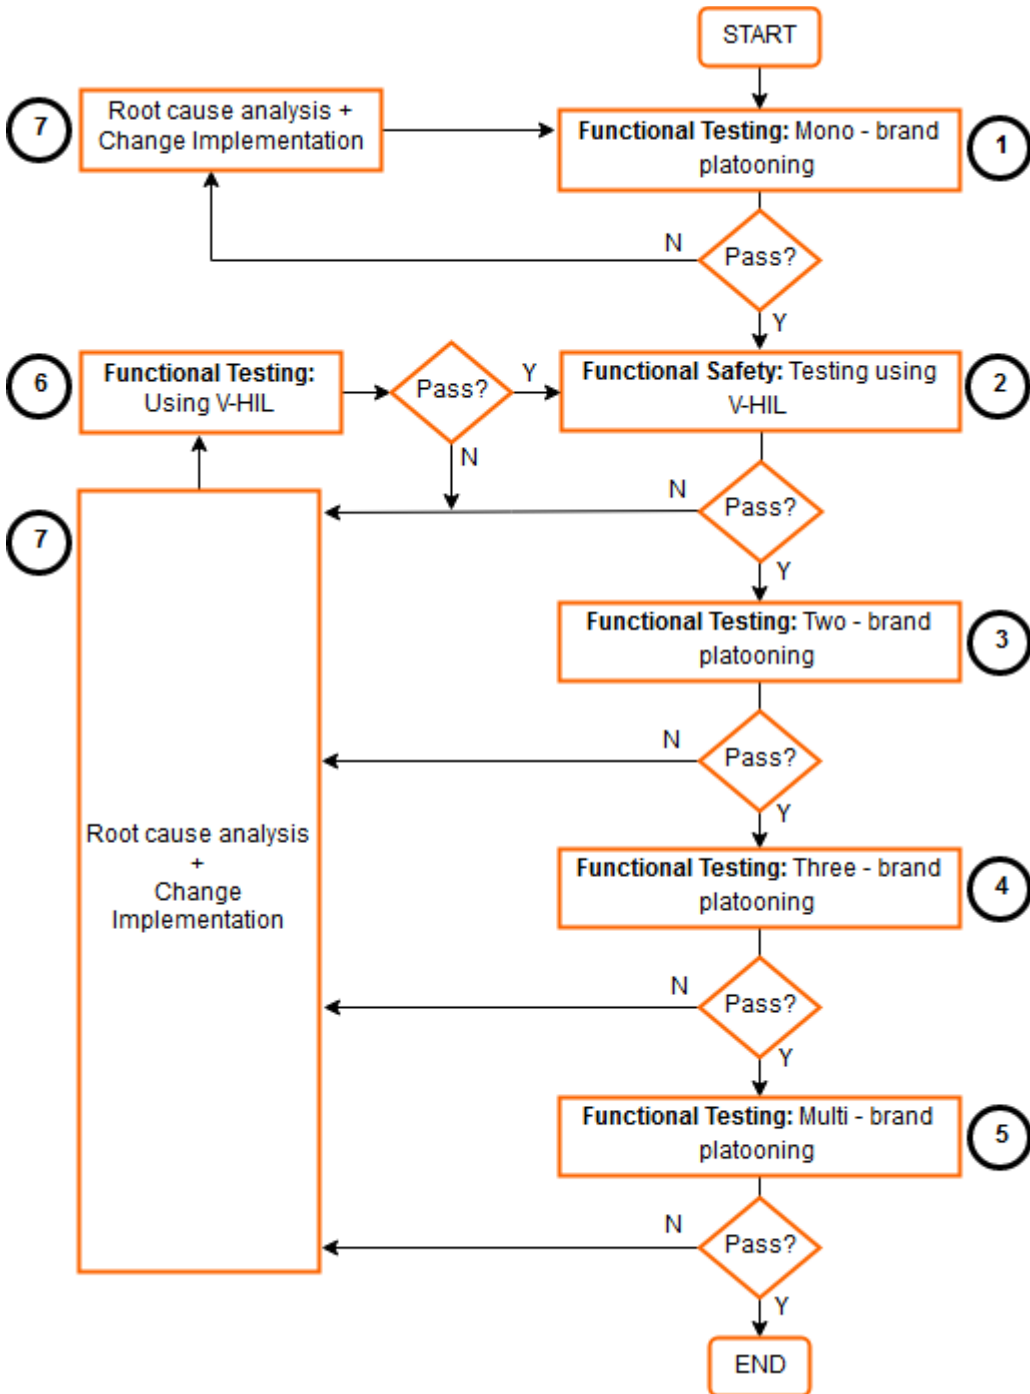 START
7
Root cause analysis +
Change Implementation
Functional Testing: Mono - brand
platooning
1
N
Pass?
Y
6
Functional Testing:
Using V-HIL
Pass?
Y
N
Functional Safety: Testing using
V-HIL
2
N
Pass?
Y
7
Root cause analysis
+
Change
Implementation
Functional Testing: Two - brand
platooning
3
N
Pass?
Y
Functional Testing: Three - brand
platooning
4
N
Pass?
Y
Functional Testing: Multi - brand
platooning
5
N
Pass?
Y
END